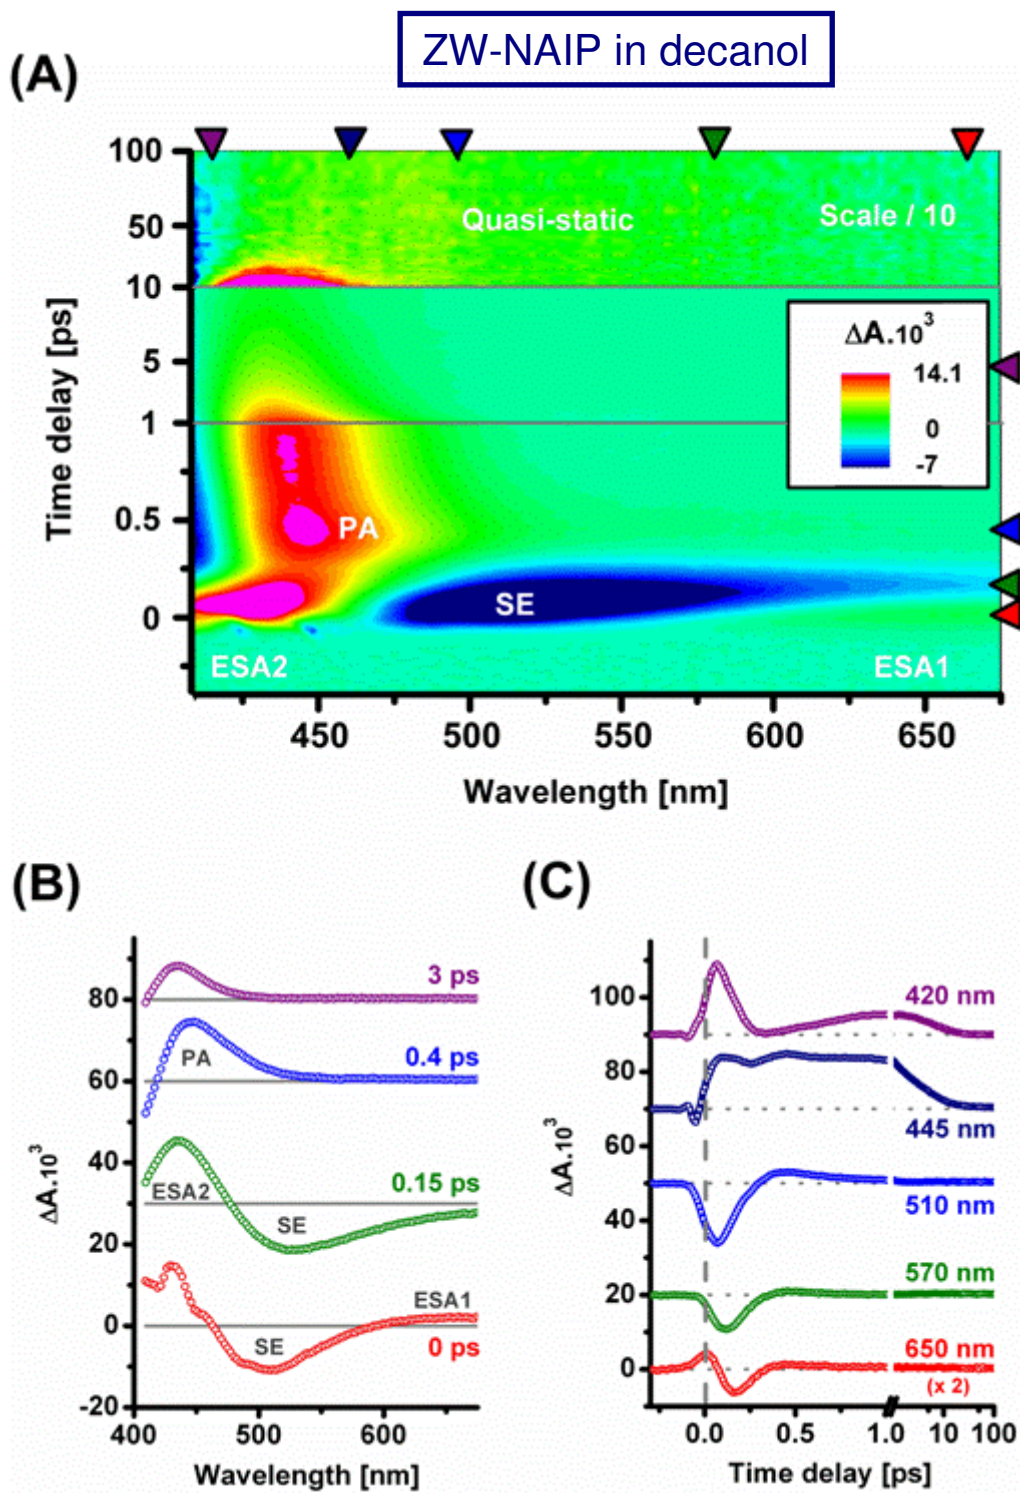 ZW-NAIP in decanol
(A)
100
50
10
5
1
0.5
0
Time delay [ps]
Quasi-static
Scale / 10
ΔA.10³
14.1
0
-7
PA
SE
ESA2
ESA1
450 500 550 600 650
Wavelength [nm]
(B)
80
60
40
20
0
-20
ΔA.10³
3 ps
PA
0.4 ps
ESA2
0.15 ps
SE
ESA1
SE
0 ps
400 500 600
Wavelength [nm]
(C)
100
80
60
40
20
0
ΔA.10³
420 nm
445 nm
510 nm
570 nm
650 nm
(x 2)
0.0 0.5 1.0 10 100
Time delay [ps]